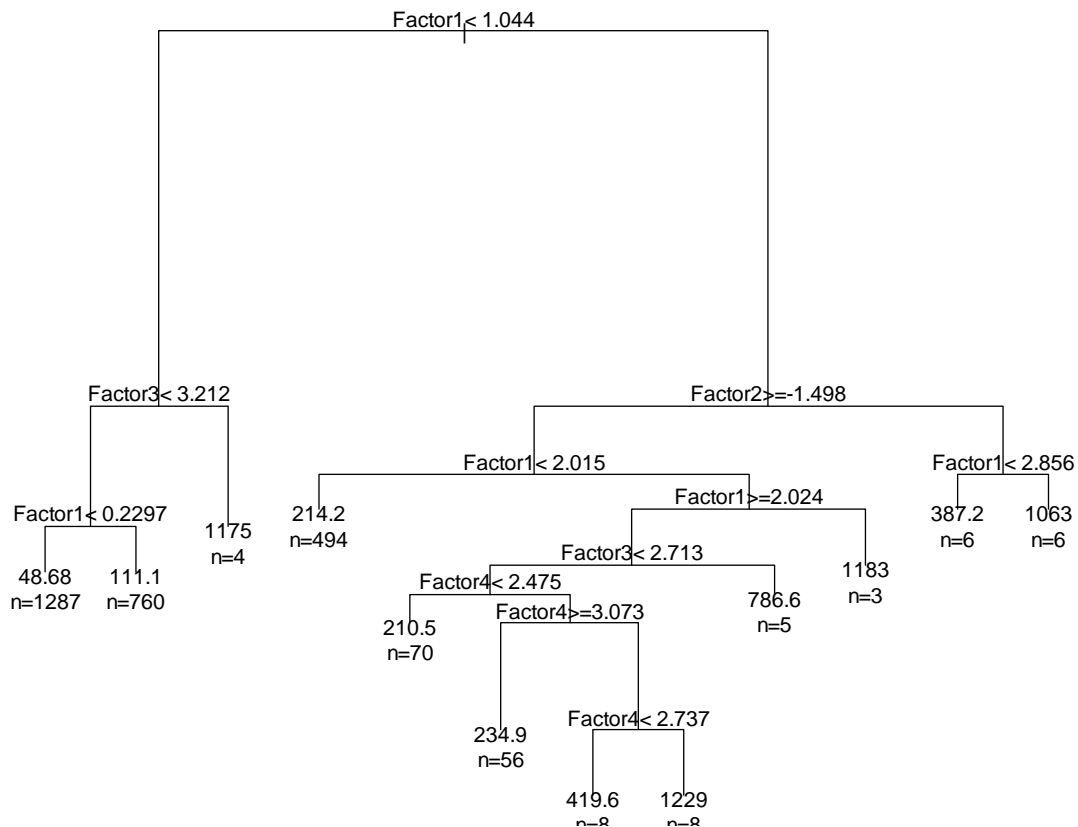 Factor1< 1.044
Factor3< 3.212
Factor2>=-1.498
Factor1< 2.015
Factor1< 2.856
Factor1>=2.024
Factor1< 0.2297
214.2
n=494
1175
n=4
387.2
n=6
1063
n=6
Factor3< 2.713
48.68
n=1287
111.1
n=760
Factor4< 2.475
1183
n=3
786.6
n=5
Factor4>=3.073
210.5
n=70
Factor4< 2.737
234.9
n=56
419.6
n=8
1229
n=8